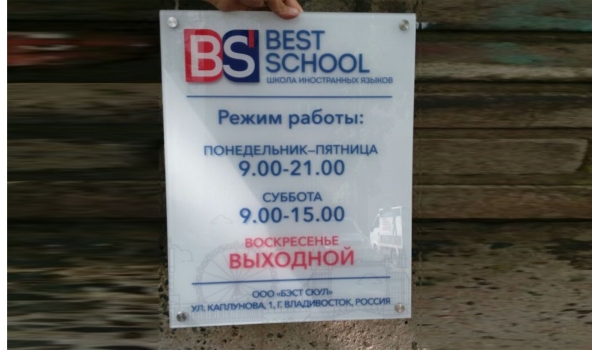 BS
BEST
SCHOOL
ШКОЛА ИНОСТРАННЫХ ЯЗЫКОВ
Режим работы:
ПОНЕДЕЛЬНИК–ПЯТНИЦА
9.00-21.00
СУББОТА
9.00-15.00
ВОСКРЕСЕНЬЕ
ВЫХОДНОЙ
ООО «БЭСТ СКУЛ»
УЛ. КАПЛУНОВА, 1, Г. ВЛАДИВОСТОК, РОССИЯ